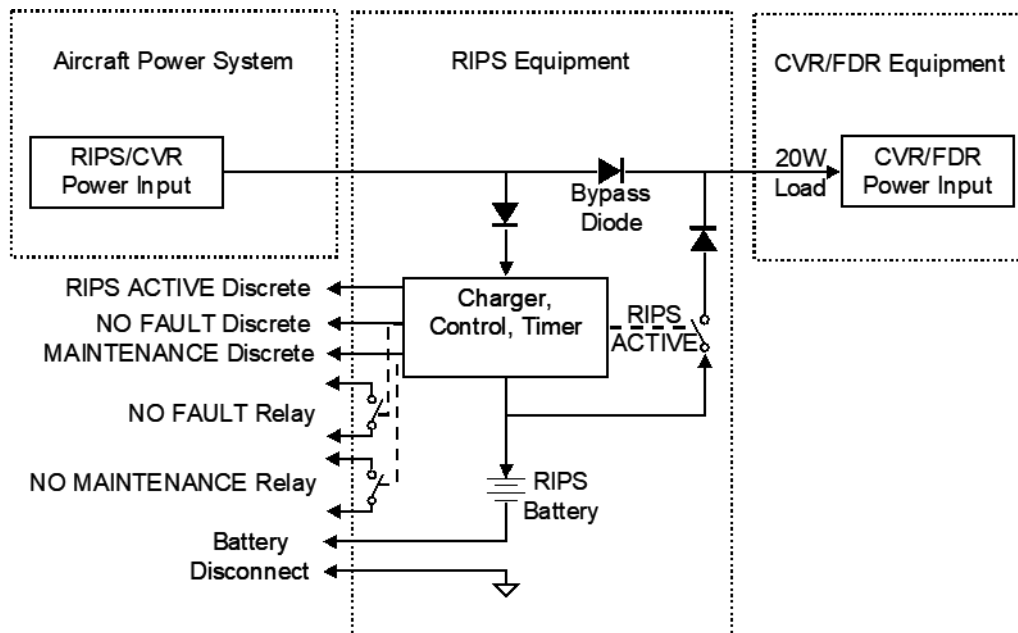 Aircraft Power System
RIPS Equipment
CVR/FDR Equipment
RIPS/CVR
Power Input
Bypass
Diode
20W
Load
CVR/FDR
Power Input
RIPS ACTIVE Discrete
NO FAULT Discrete
MAINTENANCE Discrete
Charger,
Control, Timer
RIPS
ACTIVE
NO FAULT Relay
NO MAINTENANCE Relay
RIPS
Battery
Battery
Disconnect